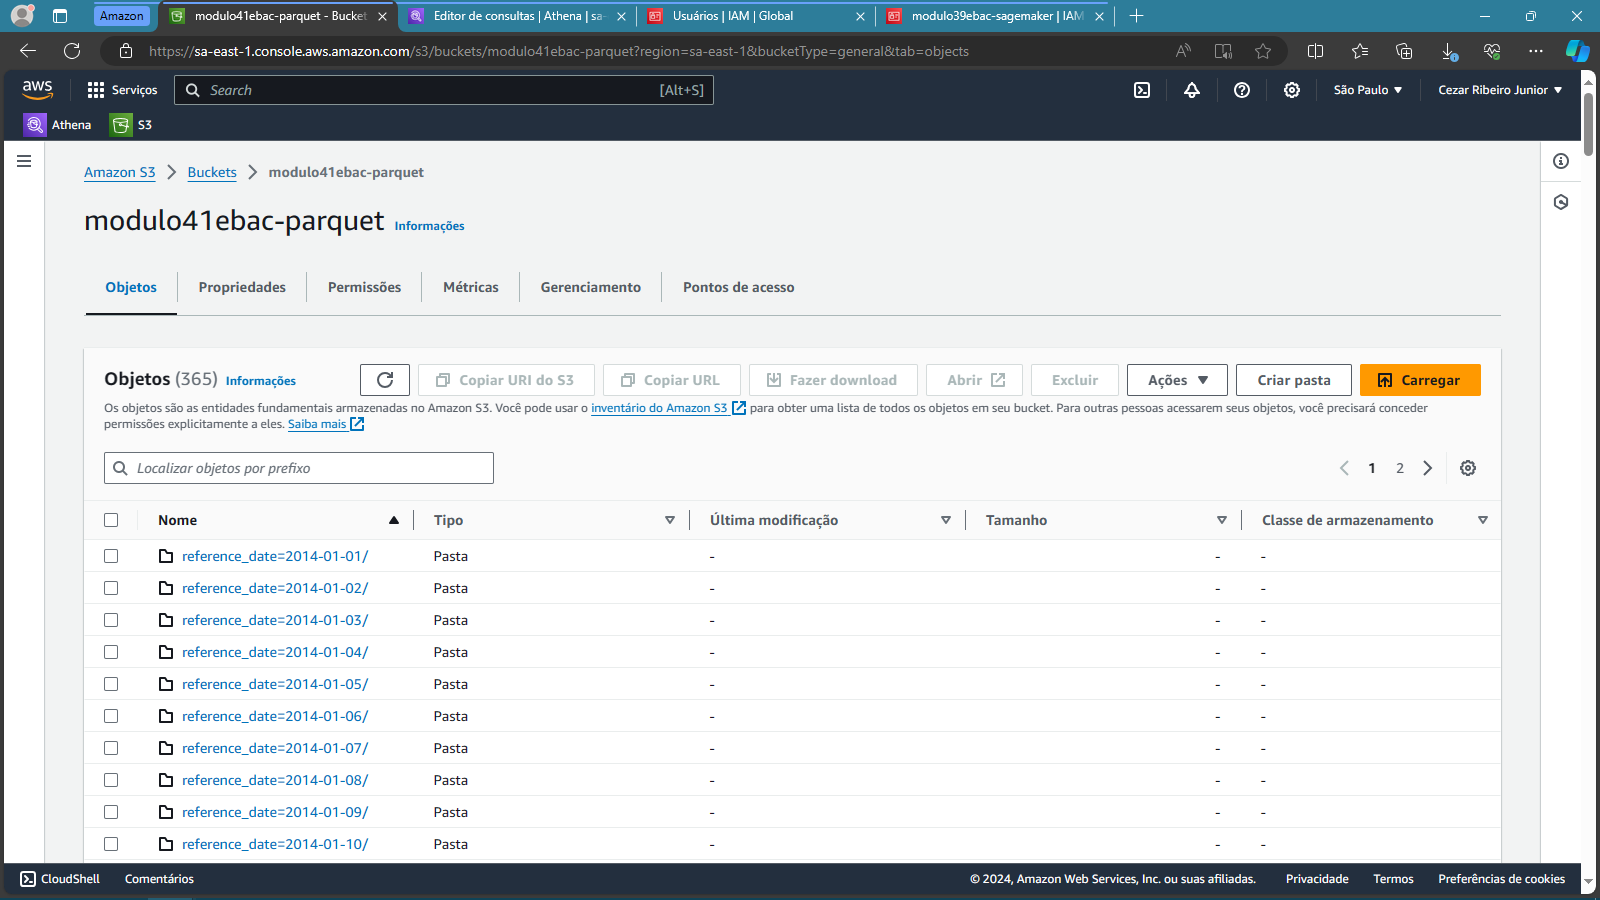 Amazon
modulo41ebac-parquet - Bucket
Editor de consultas | Athena | sa-
Usuários | IAM | Global
modulo39ebac-sagemaker | IAM
https://sa-east-1.console.aws.amazon.com/s3/buckets/modulo41ebac-parquet?region=sa-east-1&bucketType=general&tab=objects
aws
Serviços
Search
[Alt+S]
São Paulo
Cezar Ribeiro Junior
Athena
S3
Amazon S3
Buckets
modulo41ebac-parquet
modulo41ebac-parquet
Informações
Objetos
Propriedades
Permissões
Métricas
Gerenciamento
Pontos de acesso
Objetos (365)
Informações
Copiar URI do S3
Copiar URL
Fazer download
Abrir
Excluir
Ações
Criar pasta
Carregar
Os objetos são as entidades fundamentais armazenadas no Amazon S3. Você pode usar o inventário do Amazon S3 para obter uma lista de todos os objetos em seu bucket. Para outras pessoas acessarem seus objetos, você precisará conceder
permissões explicitamente a eles. Saiba mais
Localizar objetos por prefixo
1
2
Nome
Tipo
Última modificação
Tamanho
Classe de armazenamento
reference_date=2014-01-01/ Pasta - - -
reference_date=2014-01-02/ Pasta - - -
reference_date=2014-01-03/ Pasta - - -
reference_date=2014-01-04/ Pasta - - -
reference_date=2014-01-05/ Pasta - - -
reference_date=2014-01-06/ Pasta - - -
reference_date=2014-01-07/ Pasta - - -
reference_date=2014-01-08/ Pasta - - -
reference_date=2014-01-09/ Pasta - - -
reference_date=2014-01-10/ Pasta - - -
CloudShell
Comentários
© 2024, Amazon Web Services, Inc. ou suas afiliadas.
Privacidade
Termos
Preferências de cookies